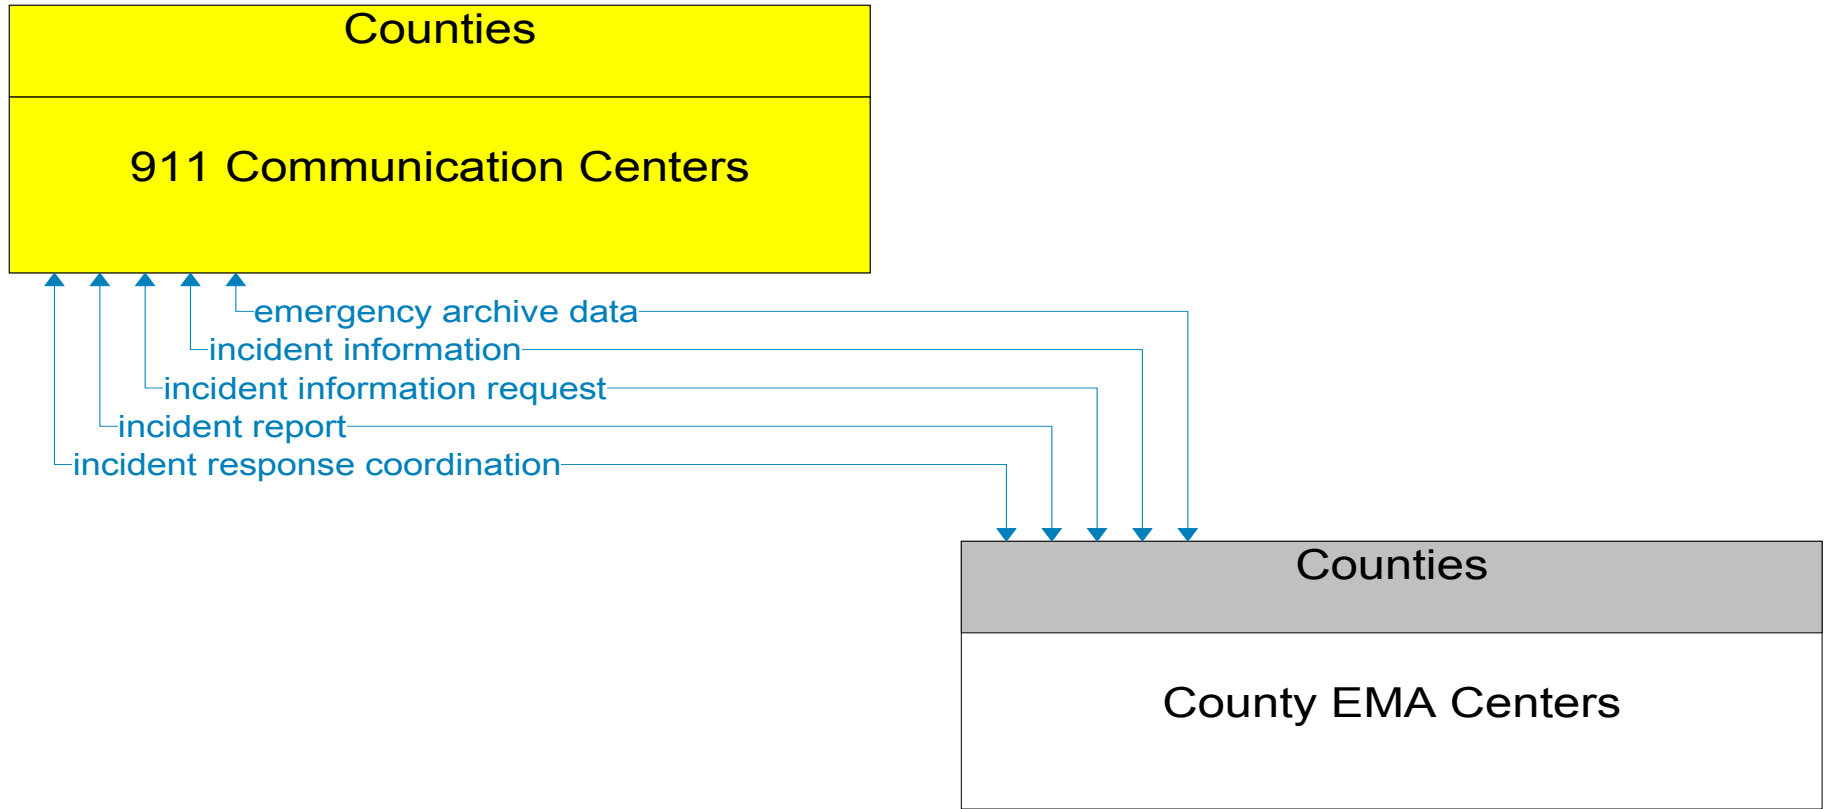 Counties
911 Communication Centers
emergency archive data
incident information
incident information request
incident report
incident response coordination
Counties
County EMA Centers